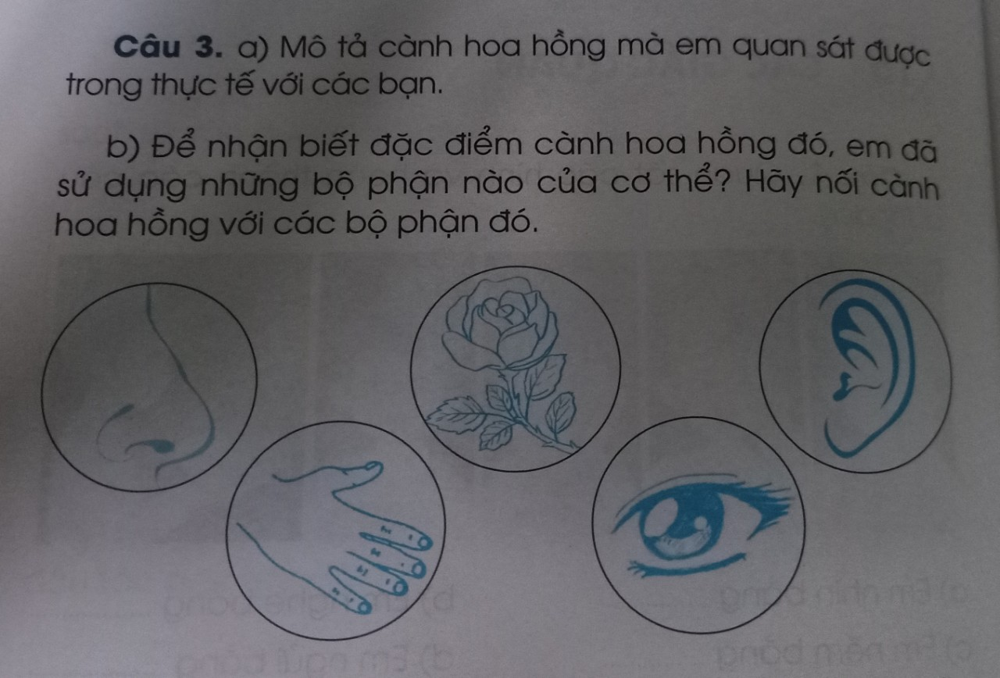 Câu 3. a) Mô tả cành hoa hồng mà em quan sát được
trong thực tế với các bạn.
b) Để nhận biết đặc điểm cành hoa hồng đó, em đã
sử dụng những bộ phận nào của cơ thể? Hãy nối cành
hoa hồng với các bộ phận đó.